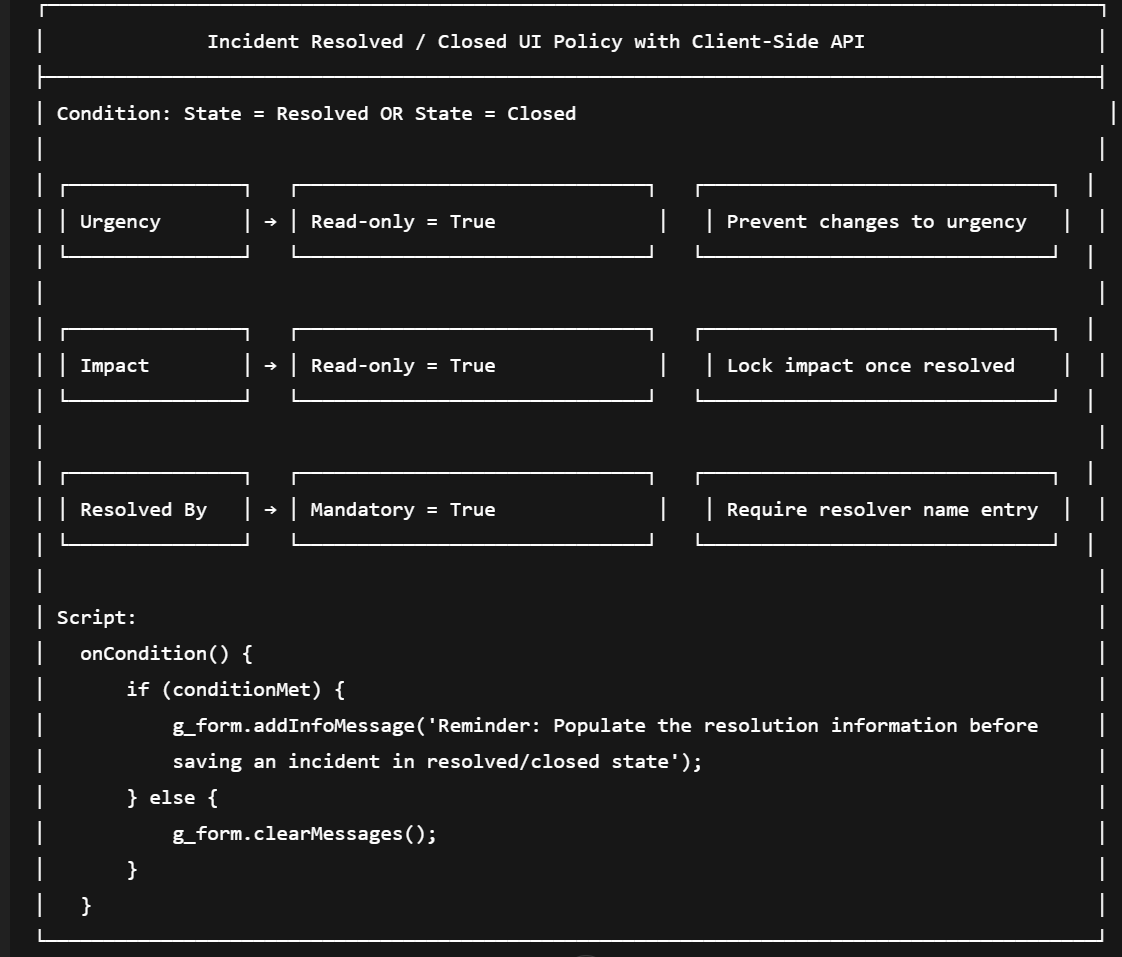 Incident Resolved / Closed UI Policy with Client-Side API
Condition: State = Resolved OR State = Closed
Urgency → Read-only = True Prevent changes to urgency
Impact → Read-only = True Lock impact once resolved
Resolved By → Mandatory = True Require resolver name entry
Script:
onCondition() {
if (conditionMet) {
g_form.addInfoMessage('Reminder: Populate the resolution information before
saving an incident in resolved/closed state');
} else {
g_form.clearMessages();
}
}